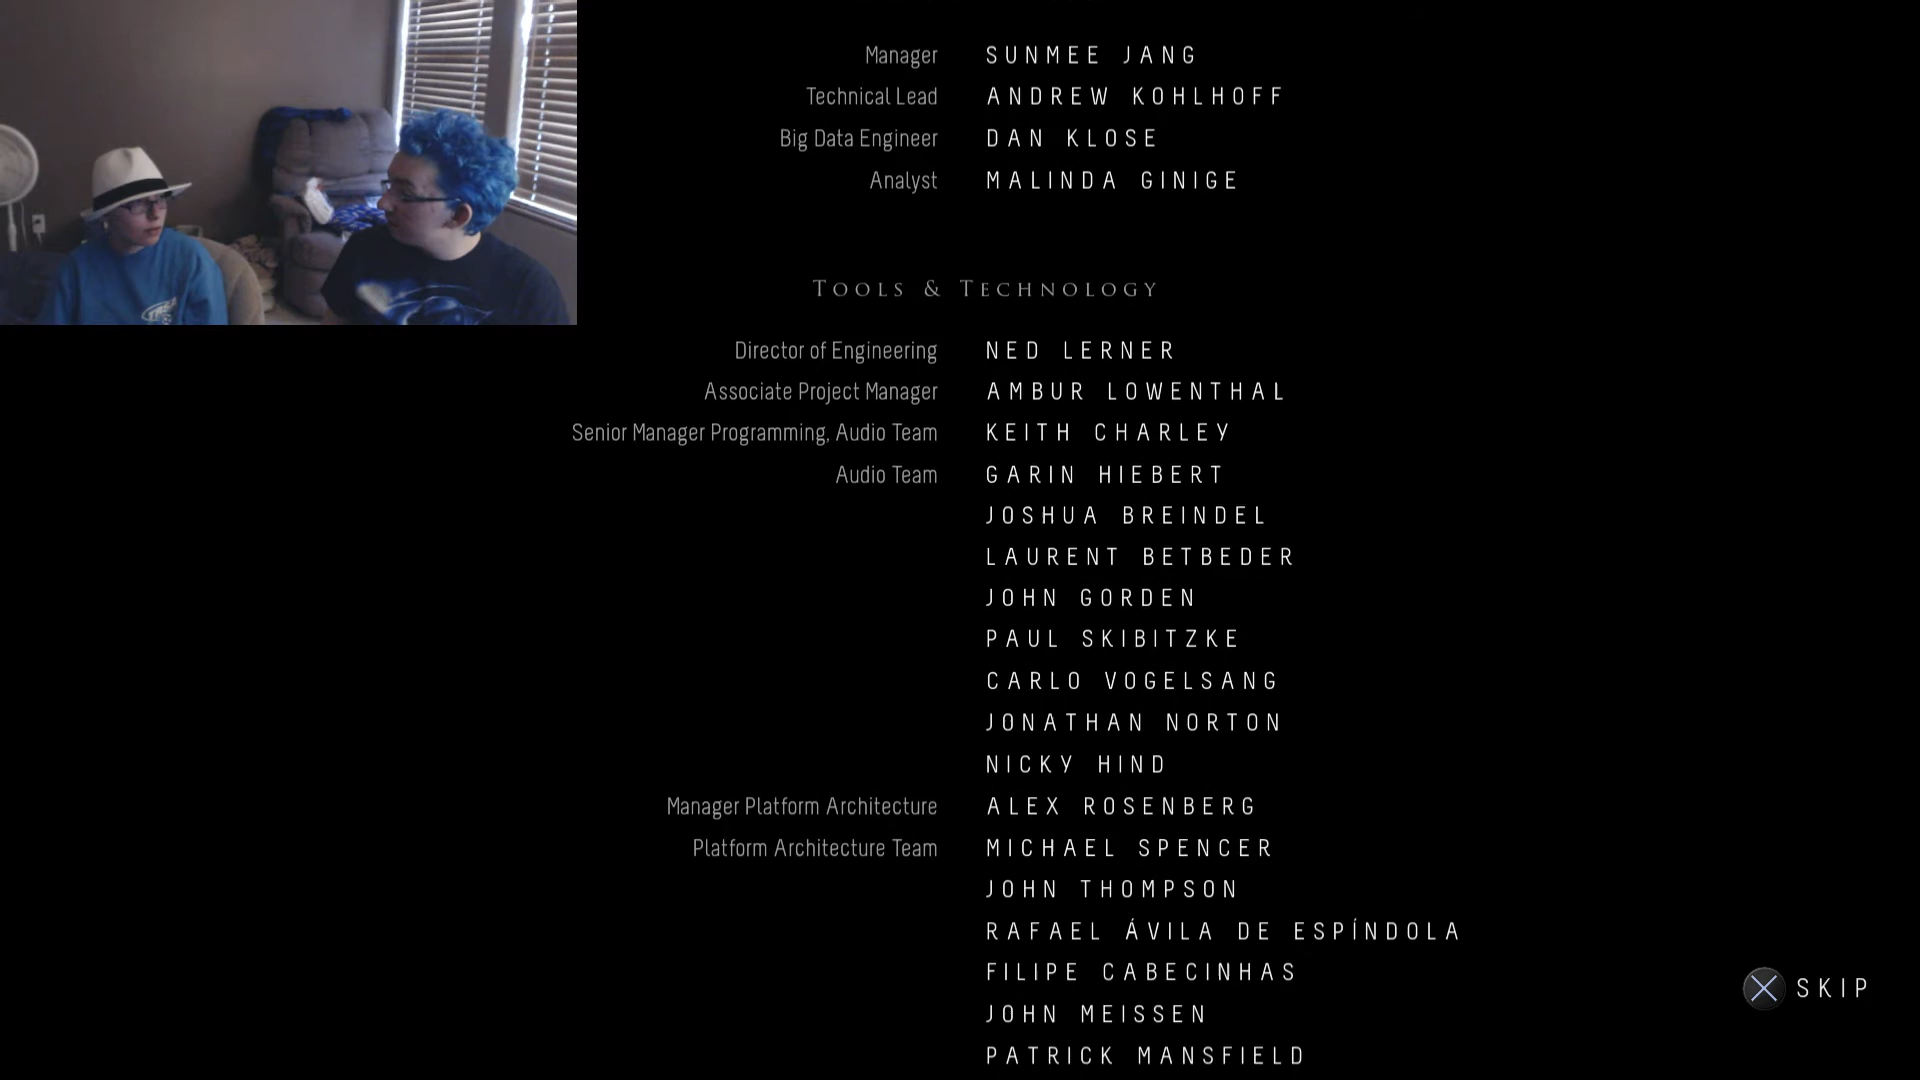 Manager SUNMEE JANG
Technical Lead ANDREW KOHLHOFF
Big Data Engineer DAN KLOSE
Analyst MALINDA GINIGE
TOOLS & TECHNOLOGY
Director of Engineering NED LERNER
Associate Project Manager AMBUR LOWENTHAL
Senior Manager Programming, Audio Team KEITH CHARLEY
Audio Team GARIN HIEBERT
JOSHUA BREINDEL
LAURENT BETBEDER
JOHN GORDEN
PAUL SKIBITZKE
CARLO VOGELSANG
JONATHAN NORTON
NICKY HIND
Manager Platform Architecture ALEX ROSENBERG
Platform Architecture Team MICHAEL SPENCER
JOHN THOMPSON
RAFAEL ÁVILA DE ESPÍNDOLA
FILIPE CABECINHAS
SKIP
JOHN MEISSEN
PATRICK MANSFIELD